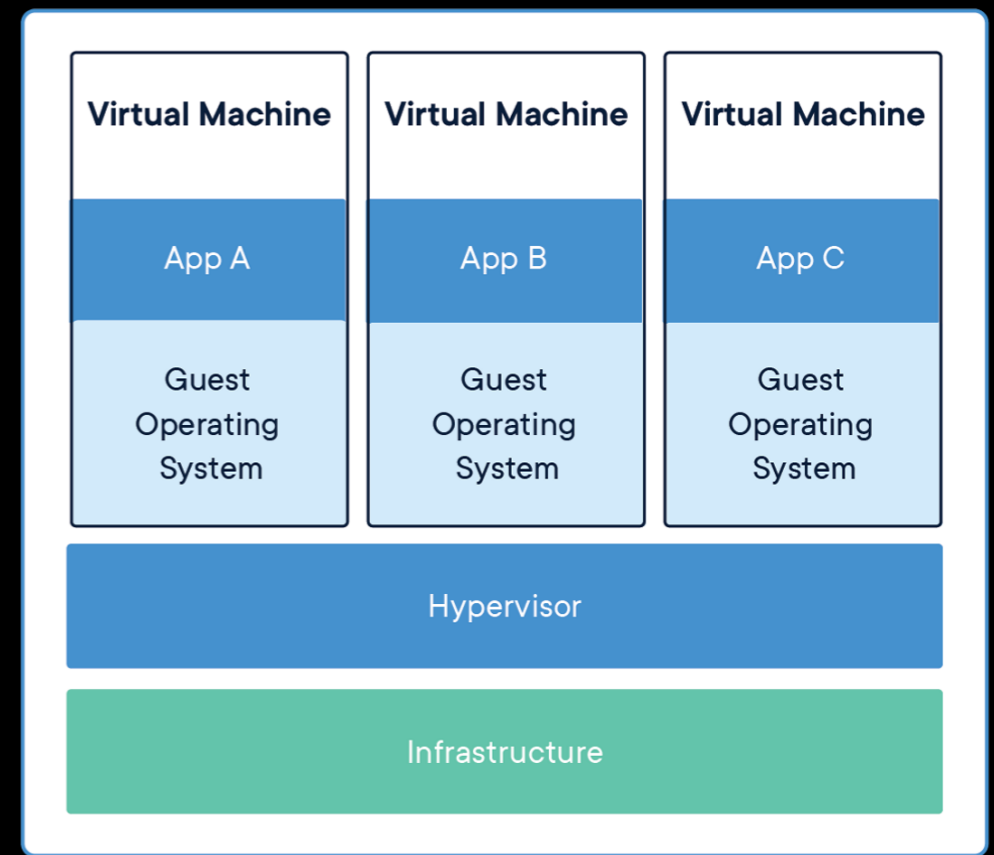 Virtual Machine
App A
Guest
Operating
System
Virtual Machine
App B
Guest
Operating
System
Virtual Machine
App C
Guest
Operating
System
Hypervisor
Infrastructure